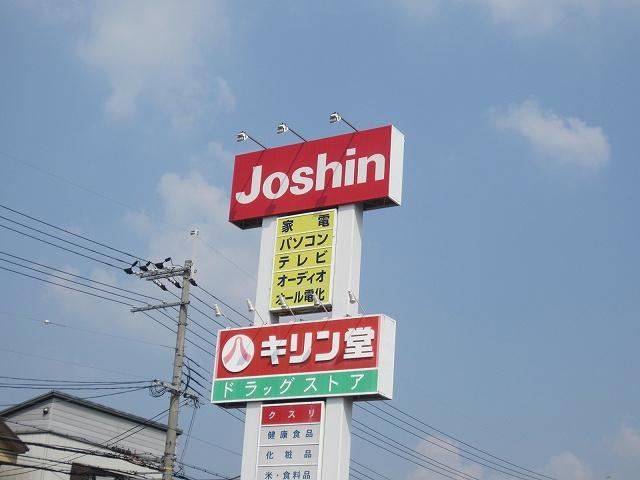 Joshin
家電
パソコン
テレビ
オーディオ
オール電化
キリン堂
ドラッグストア
クスリ
健康食品
化粧品
米・食料品